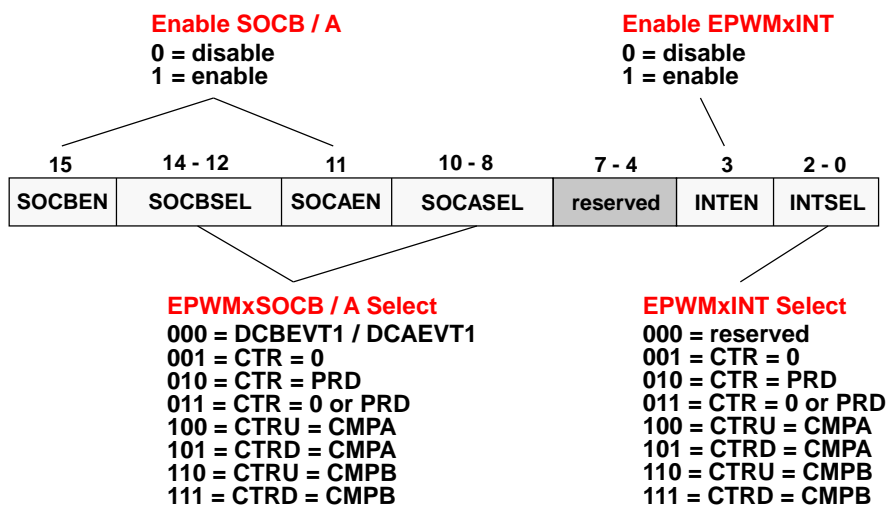 Enable SOCB / A
0 = disable
1 = enable
Enable EPWMxINT
0 = disable
1 = enable
15 14 - 12 11 10 - 8 7 - 4 3 2 - 0
SOCBEN SOCBSEL SOCAEN SOCASEL reserved INTEN INTSEL
EPWMxSOCB / A Select
000 = DCBEVT1 / DCAEVT1
001 = CTR = 0
010 = CTR = PRD
011 = CTR = 0 or PRD
100 = CTRU = CMPA
101 = CTRD = CMPA
110 = CTRU = CMPB
111 = CTRD = CMPB
EPWMxINT Select
000 = reserved
001 = CTR = 0
010 = CTR = PRD
011 = CTR = 0 or PRD
100 = CTRU = CMPA
101 = CTRD = CMPA
110 = CTRU = CMPB
111 = CTRD = CMPB